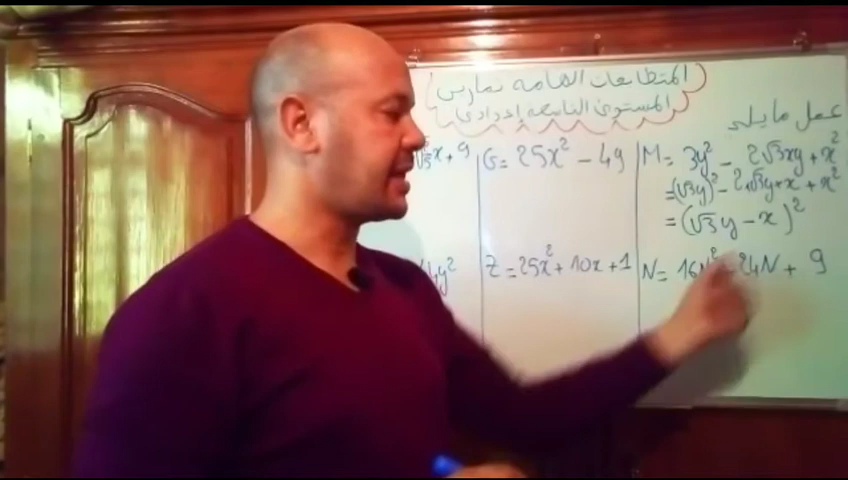 المتطابقات الهامة تمارين
المستوى التاسعة إعدادي
عمل مايلي
√3x + 9
G = 25x² - 49
M = 3y² - 2√3xy + x²
= (√3y)² - 2√3y×x + x²
= (√3y - x)²
4y²
Z = 25x² + 10x + 1
N = 16N² - 24N + 9